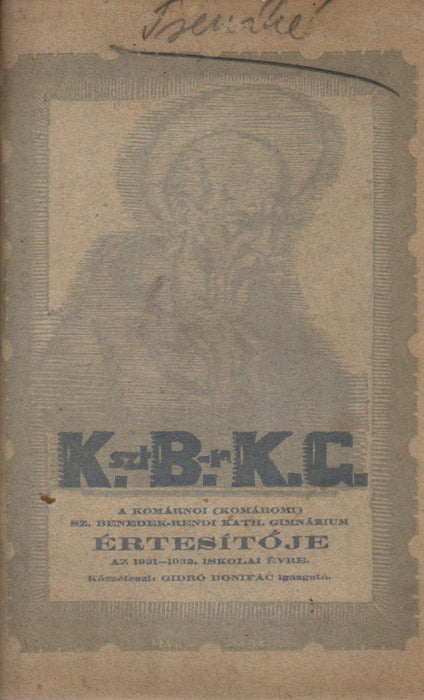 K.szt B-r K.G.
A KOMÁRNOI (KOMÁROMI)
SZ. BENEDEK-RENDI KATH. GIMNÁZIUM
ÉRTESÍTŐJE
AZ 1931–1932. ISKOLAI ÉVRE.
Közzéteszi: GIDRÓ BONIFÁC igazgató.